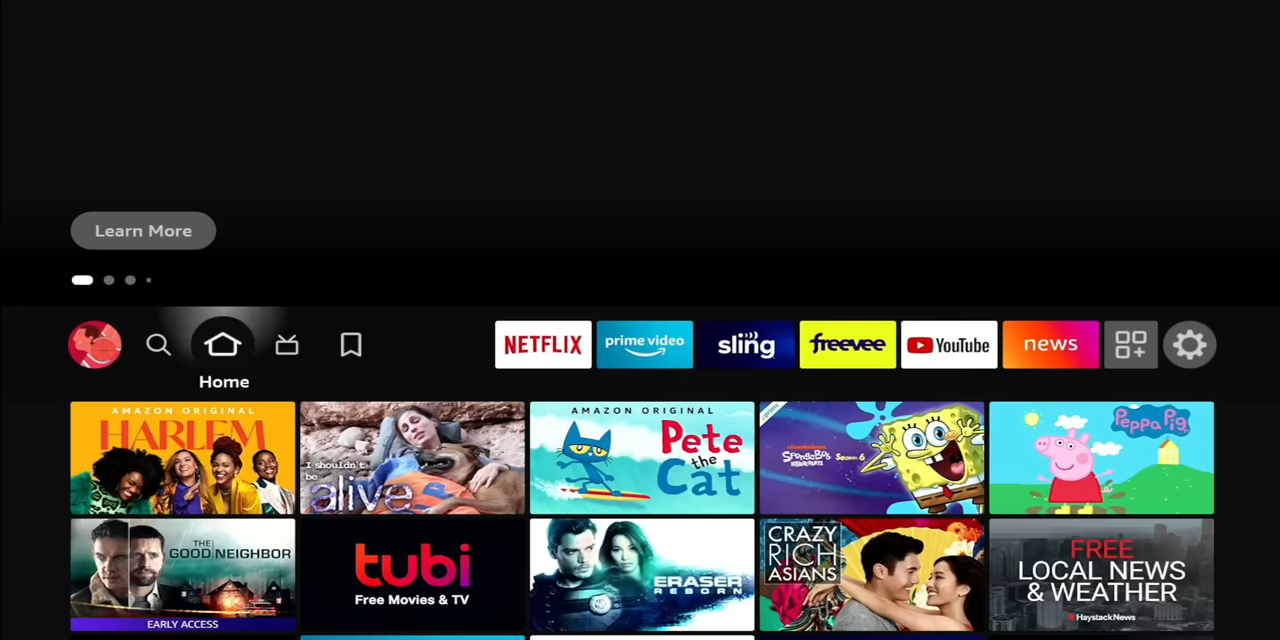 Learn More
NETFLIX
prime video
sling
freevee
YouTube
news
Home
AMAZON ORIGINAL
HARLEM
I shouldn't
be
alive
AMAZON ORIGINAL
Pete
the
Cat
prime
nickelodeon
SpongeBob
SQUAREPANTS
Season 6
Peppa Pig
THE
GOOD NEIGHBOR
EARLY ACCESS
tubi
Free Movies & TV
ERASER
REBORN
CRAZY
RICH
ASIANS
FREE
LOCAL NEWS
& WEATHER
HaystackNews